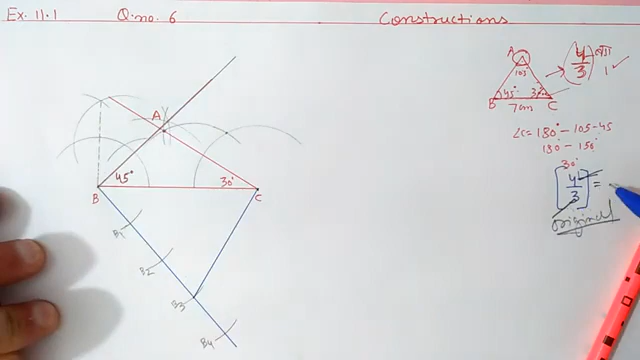 Ex. 11.1 Q.no. 6 Constructions
A
105°
45° 30°
B C
7cm
4/3
1 ✓
∠C = 180° - 105 - 45
180 - 150°
30°
4/3 =
original
A
45° 30°
B C
B1
B2
B3
B4